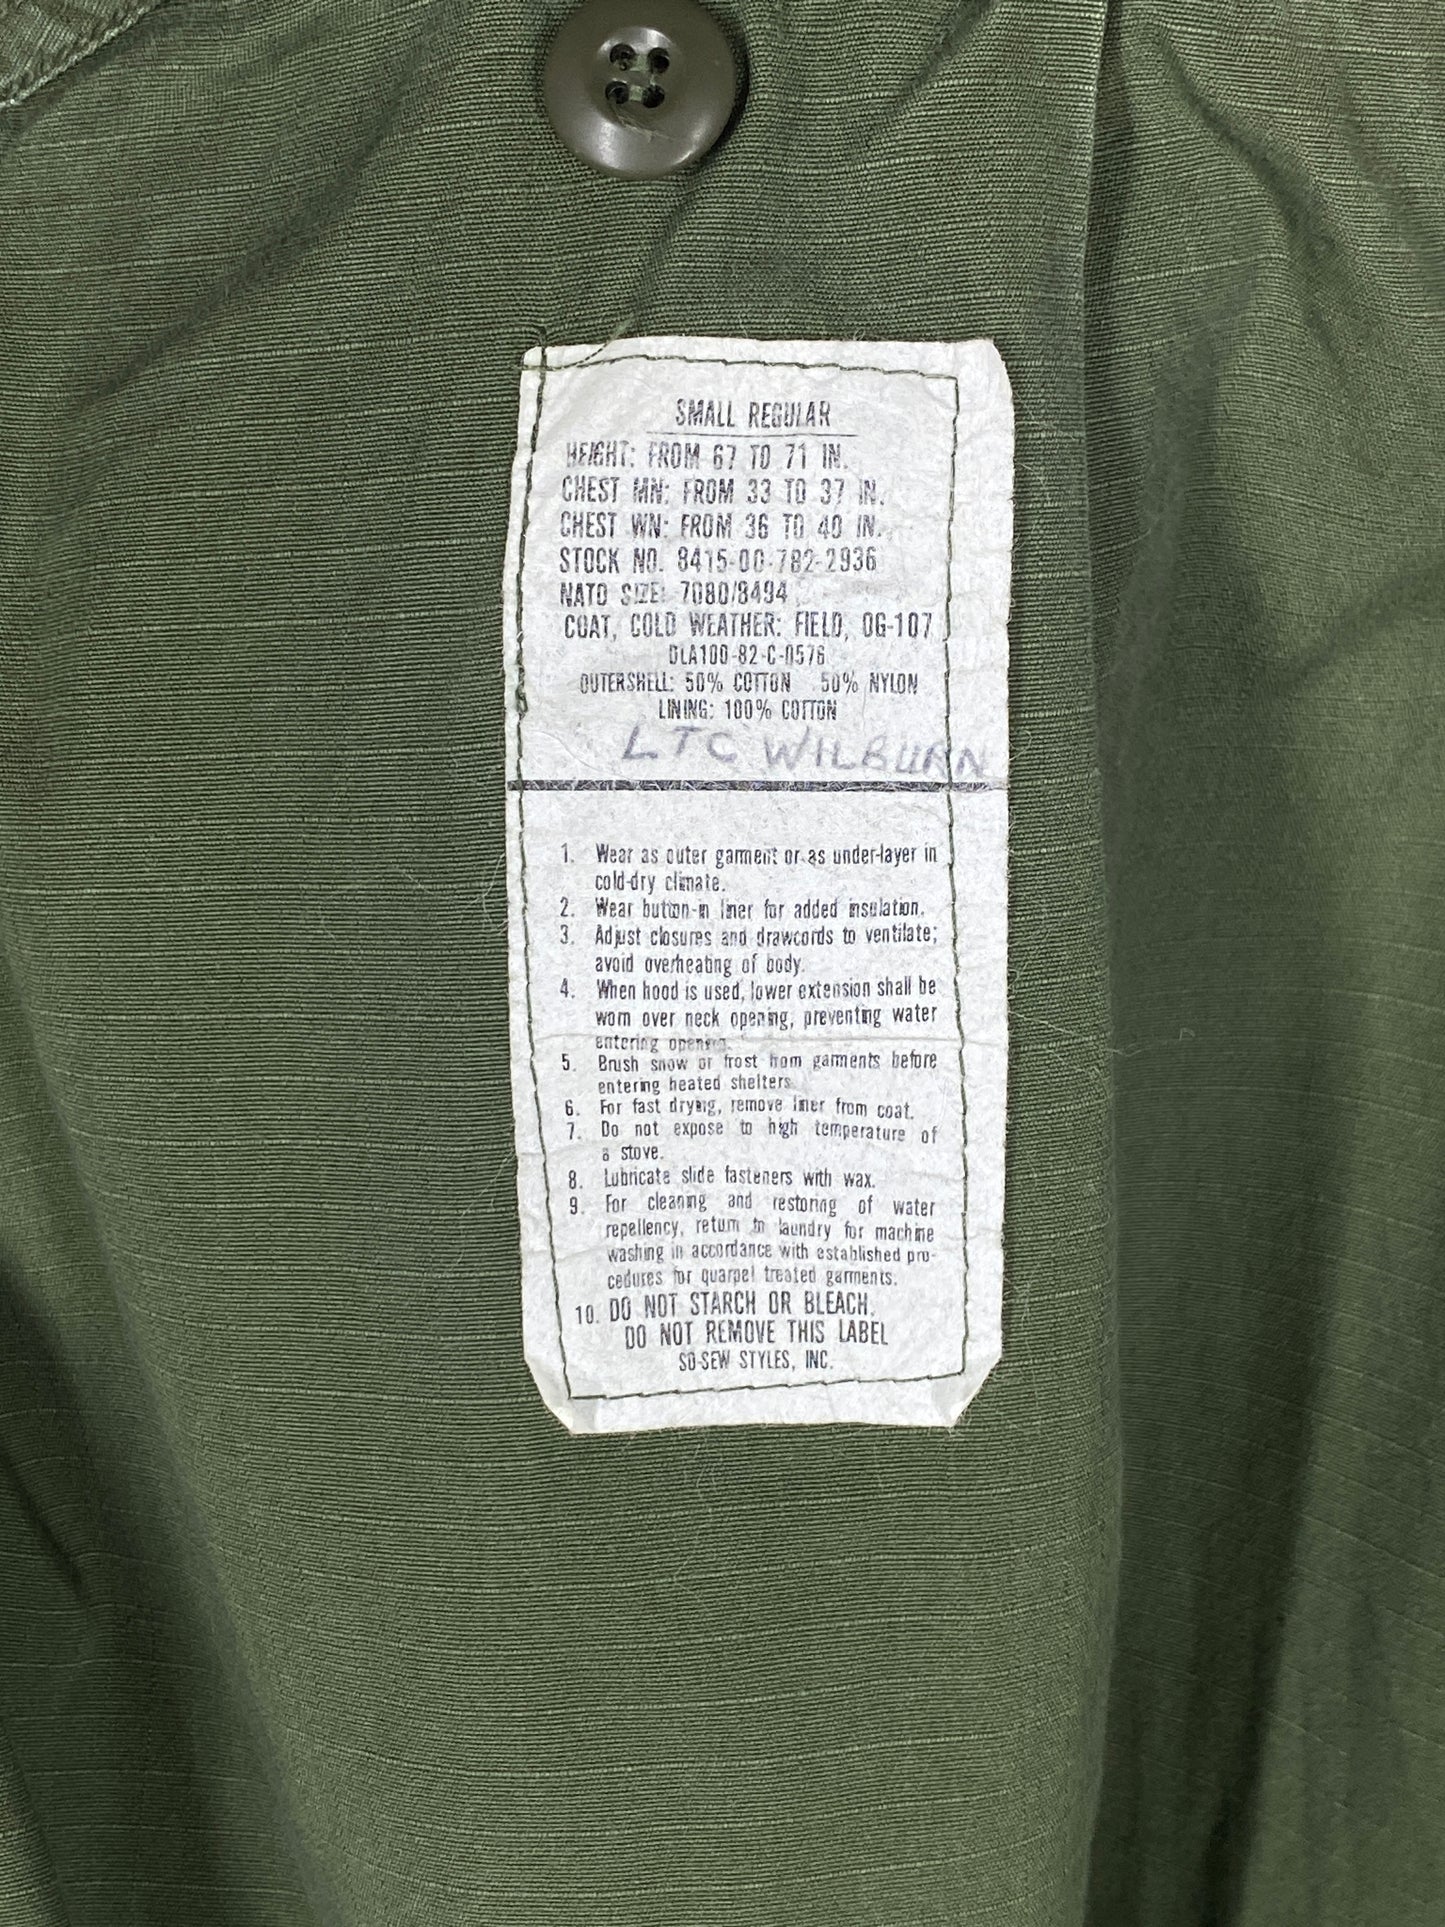 SMALL REGULAR
HEIGHT: FROM 67 TO 71 IN.
CHEST MN: FROM 33 TO 37 IN.
CHEST WN: FROM 36 TO 40 IN.
STOCK NO. 8415-00-782-2936
NATO SIZE: 7080/8494
COAT, COLD WEATHER: FIELD, OG-107
DLA100-82-C-0576
OUTERSHELL: 50% COTTON 50% NYLON
LINING: 100% COTTON
LTC WILBURN
1. Wear as outer garment or as under-layer in
cold-dry climate.
2. Wear button-in liner for added insulation.
3. Adjust closures and drawcords to ventilate;
avoid overheating of body.
4. When hood is used, lower extension shall be
worn over neck opening, preventing water
entering opening.
5. Brush snow or frost from garments before
entering heated shelters.
6. For fast drying, remove liner from coat.
7. Do not expose to high temperature of
a stove.
8. Lubricate slide fasteners with wax.
9. For cleaning and restoring of water
repellency, return to laundry for machine
washing in accordance with established pro-
cedures for quarpel treated garments.
10. DO NOT STARCH OR BLEACH.
DO NOT REMOVE THIS LABEL
SO-SEW STYLES, INC.